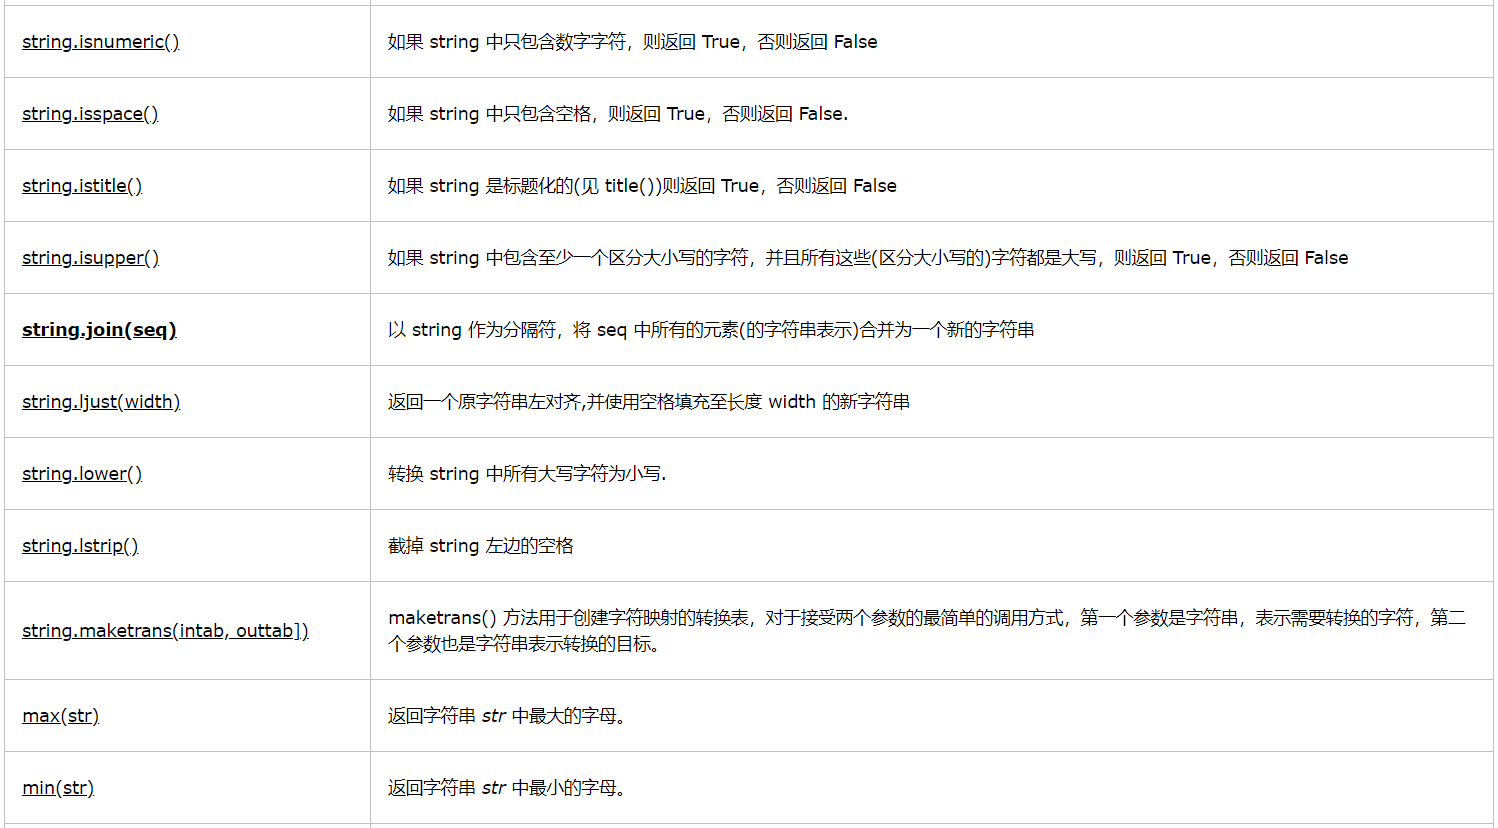 string.isnumeric()
如果 string 中只包含数字字符，则返回 True，否则返回 False
string.isspace()
如果 string 中只包含空格，则返回 True，否则返回 False.
string.istitle()
如果 string 是标题化的(见 title())则返回 True，否则返回 False
string.isupper()
如果 string 中包含至少一个区分大小写的字符，并且所有这些(区分大小写的)字符都是大写，则返回 True，否则返回 False
string.join(seq)
以 string 作为分隔符，将 seq 中所有的元素(的字符串表示)合并为一个新的字符串
string.ljust(width)
返回一个原字符串左对齐,并使用空格填充至长度 width 的新字符串
string.lower()
转换 string 中所有大写字符为小写.
string.lstrip()
截掉 string 左边的空格
string.maketrans(intab, outtab])
maketrans() 方法用于创建字符映射的转换表，对于接受两个参数的最简单的调用方式，第一个参数是字符串，表示需要转换的字符，第二
个参数也是字符串表示转换的目标。
max(str)
返回字符串 str 中最大的字母。
min(str)
返回字符串 str 中最小的字母。